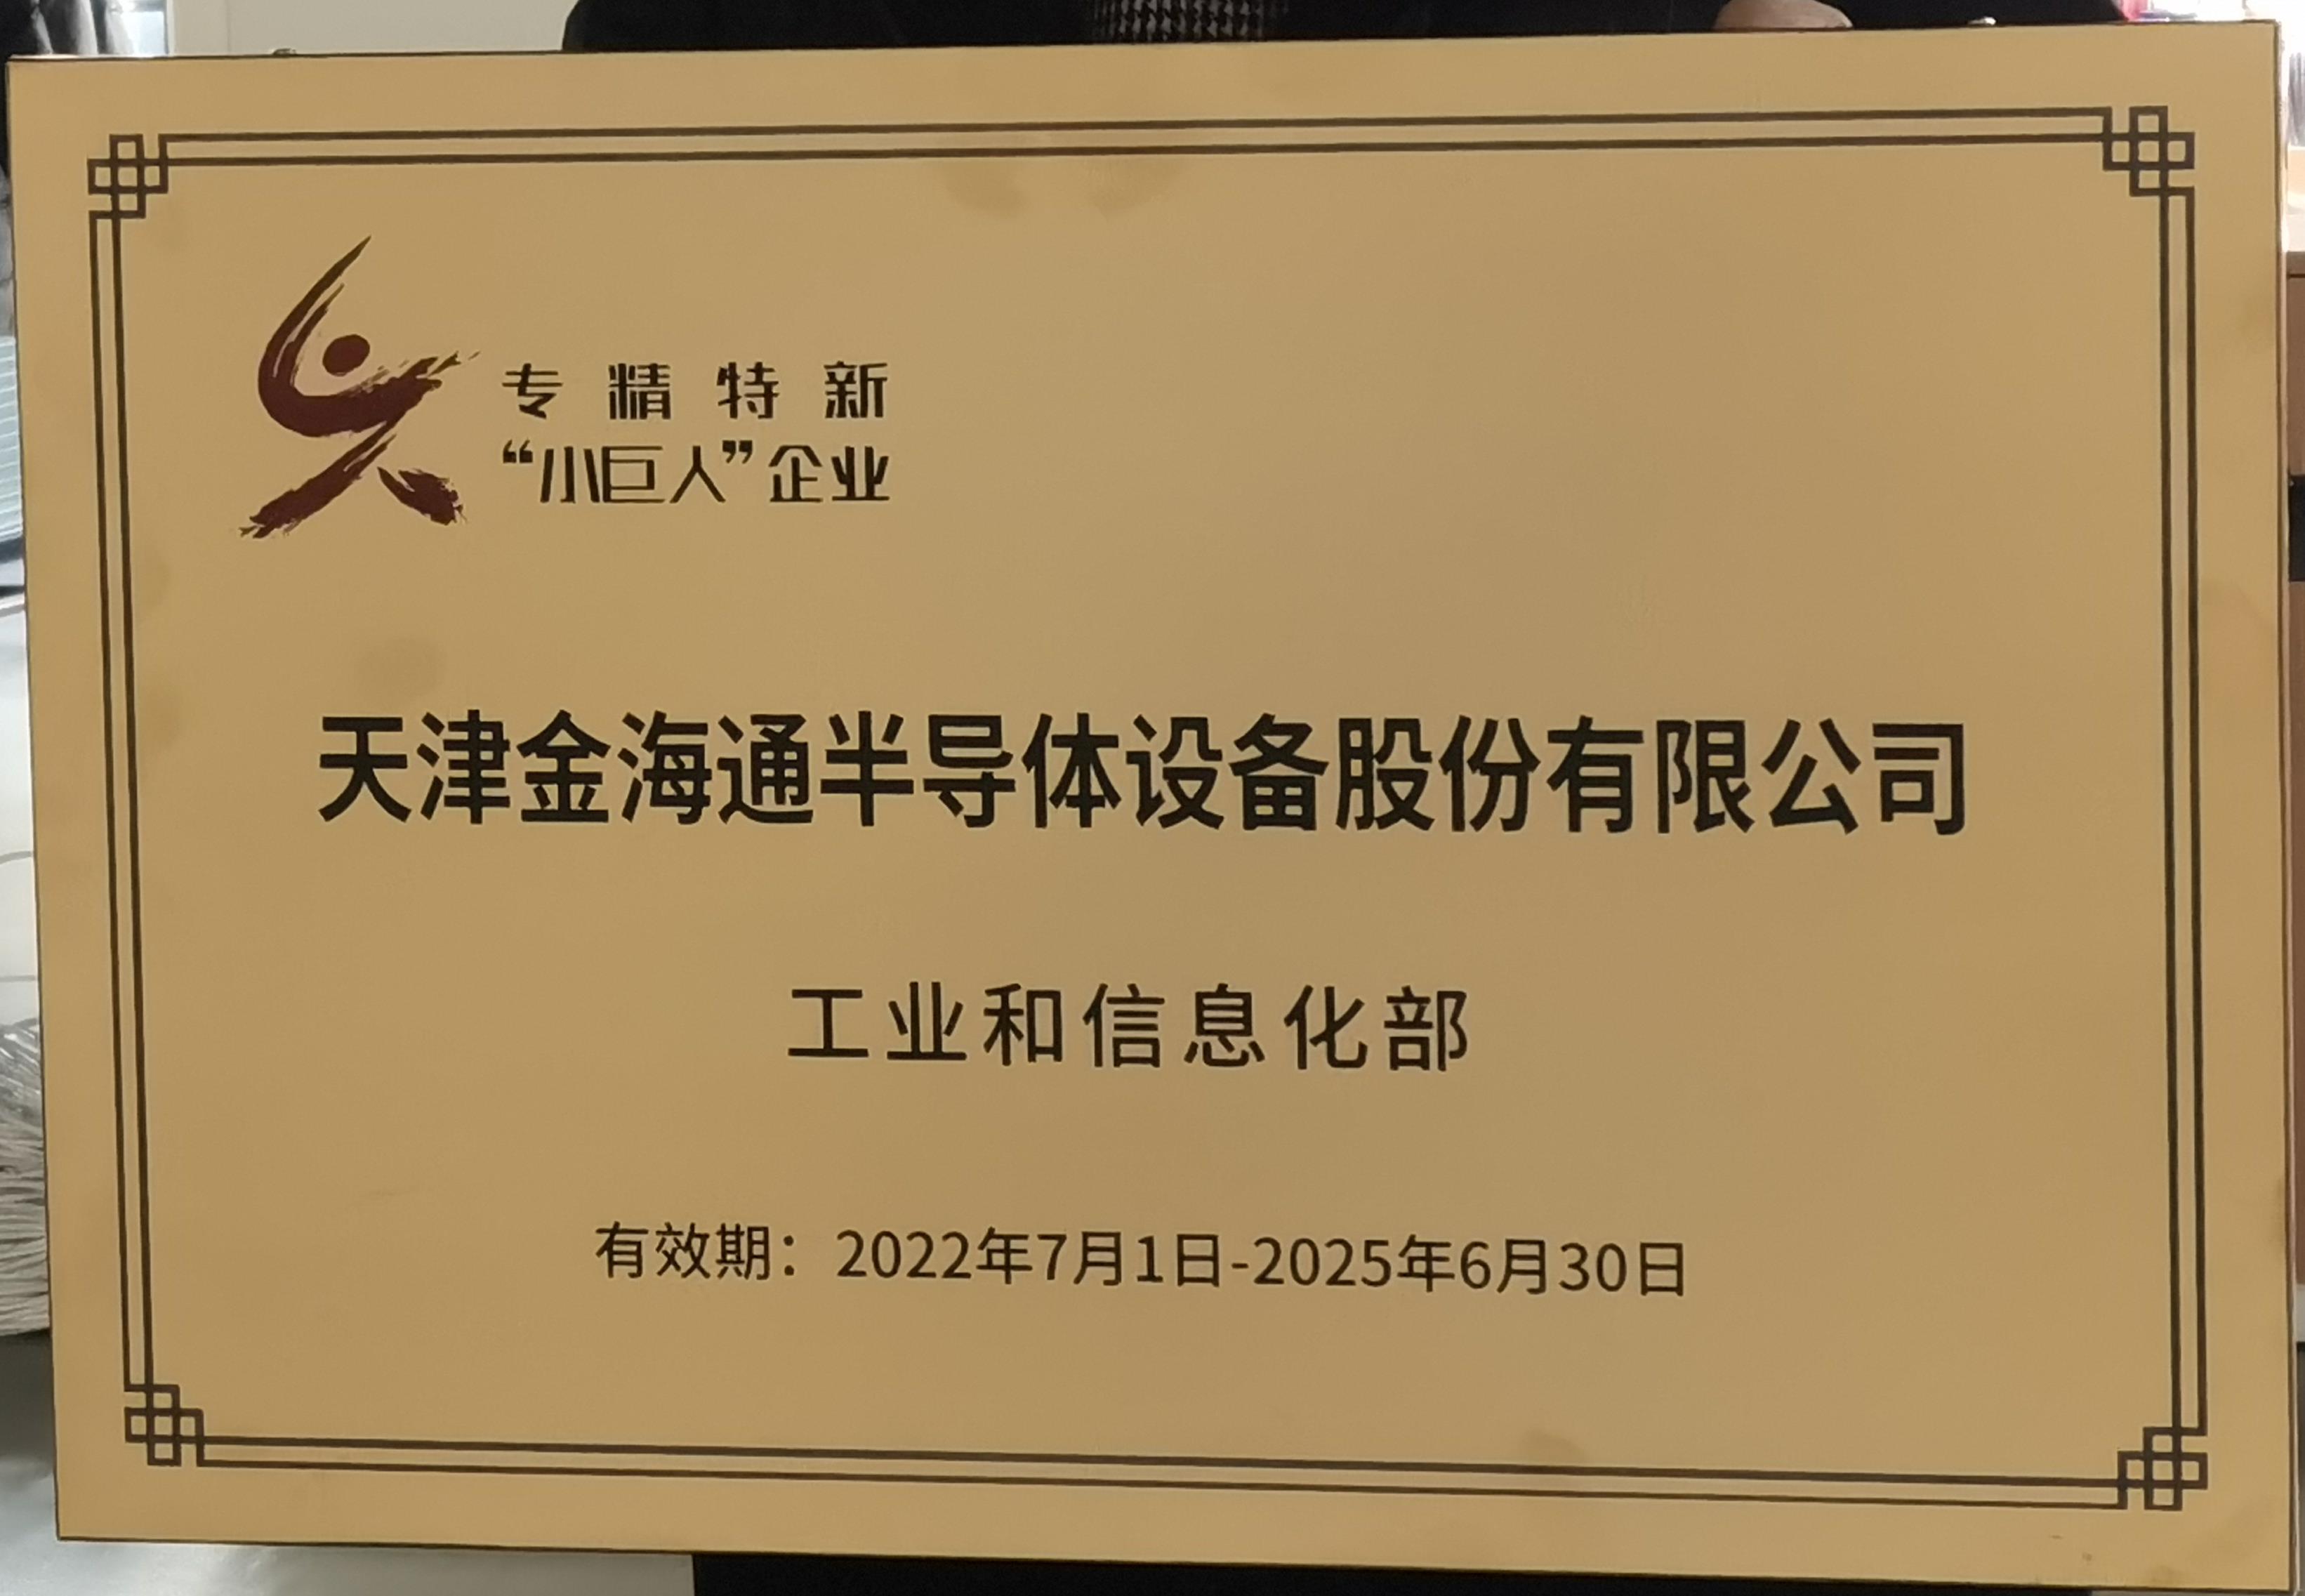 专精特新
“小巨人”企业
天津金海通半导体设备股份有限公司
工业和信息化部
有效期：2022年7月1日-2025年6月30日